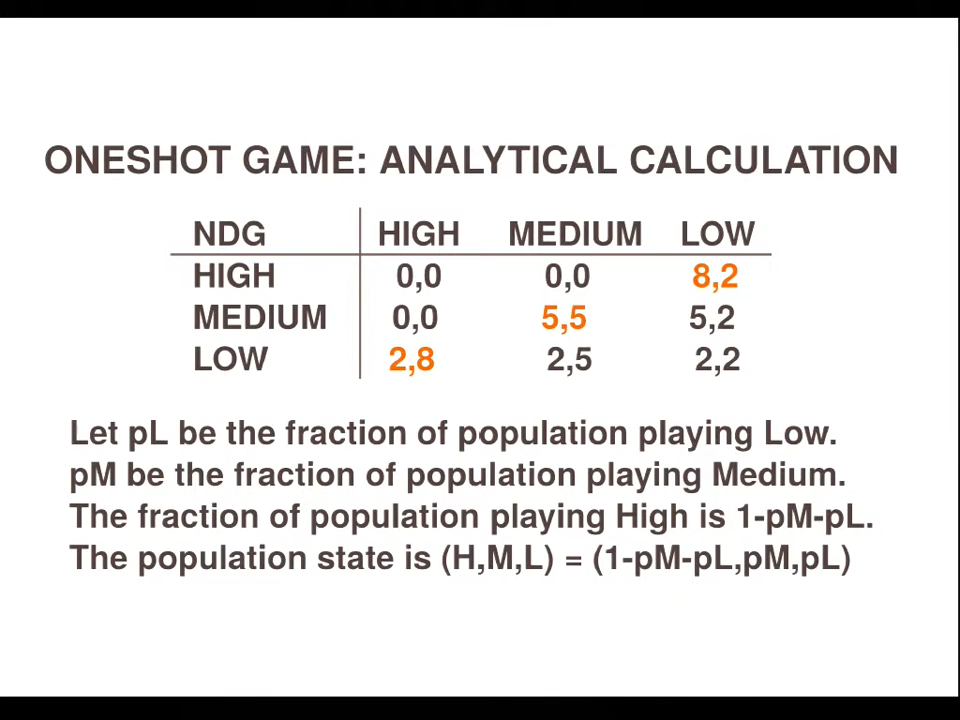 ONESHOT GAME: ANALYTICAL CALCULATION
NDG HIGH MEDIUM LOW
HIGH 0,0 0,0 8,2
MEDIUM 0,0 5,5 5,2
LOW 2,8 2,5 2,2
Let pL be the fraction of population playing Low.
pM be the fraction of population playing Medium.
The fraction of population playing High is 1-pM-pL.
The population state is (H,M,L) = (1-pM-pL,pM,pL)